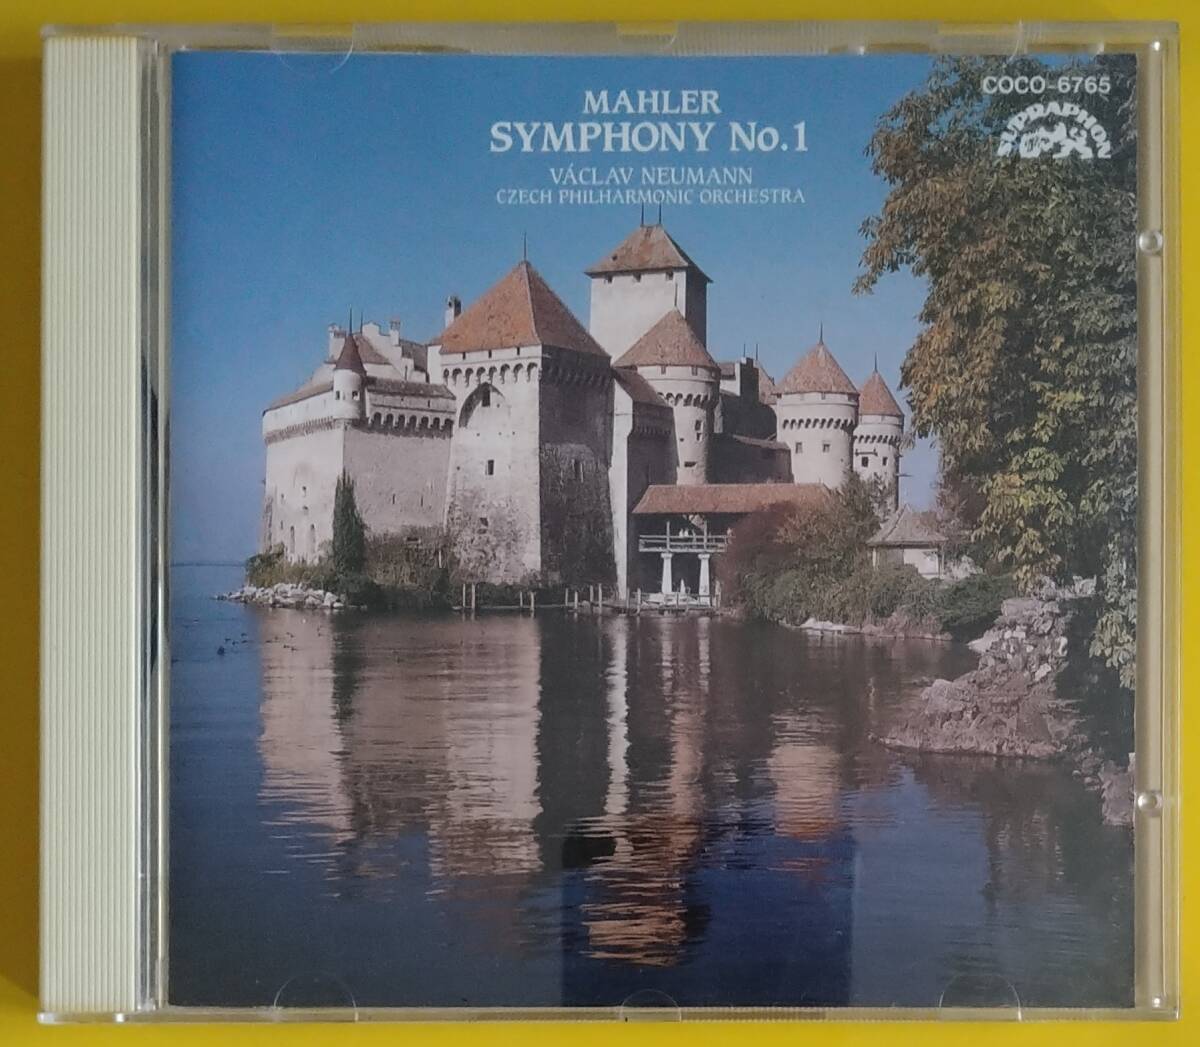 COCO-6765
SUPRAPHON
MAHLER
SYMPHONY No.1
VÁCLAV NEUMANN
CZECH PHILHARMONIC ORCHESTRA